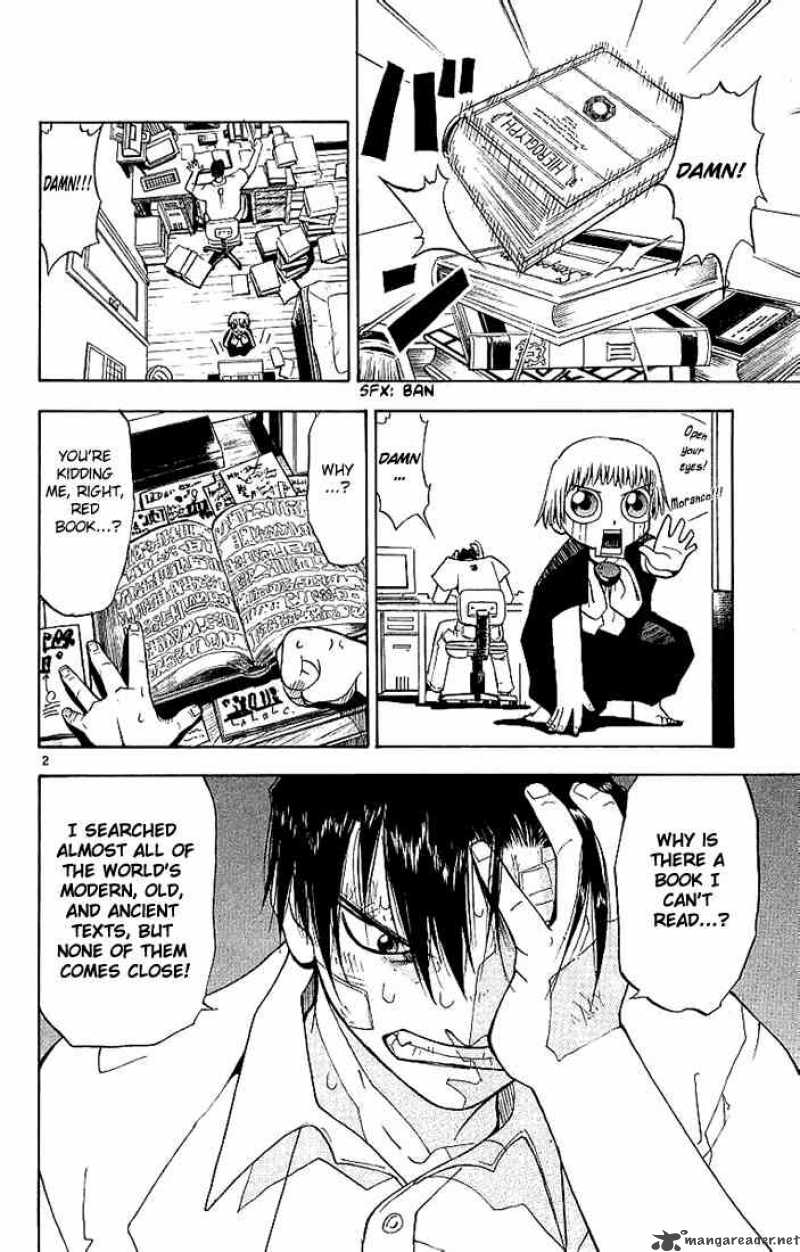 DAMN!
バ
ン
HIEROGLYPH
SFX: BAN
DAMN!!!
Open
your
eyes!
Moranco!!!
DAMN
...
WHY
...?
YOU'RE
KIDDING
ME, RIGHT,
RED
BOOK...?
2
WHY IS
THERE A
BOOK I
CAN'T
READ...?
I SEARCHED
ALMOST ALL OF
THE WORLD'S
MODERN, OLD,
AND ANCIENT
TEXTS, BUT
NONE OF THEM
COMES CLOSE!
mangareader.net